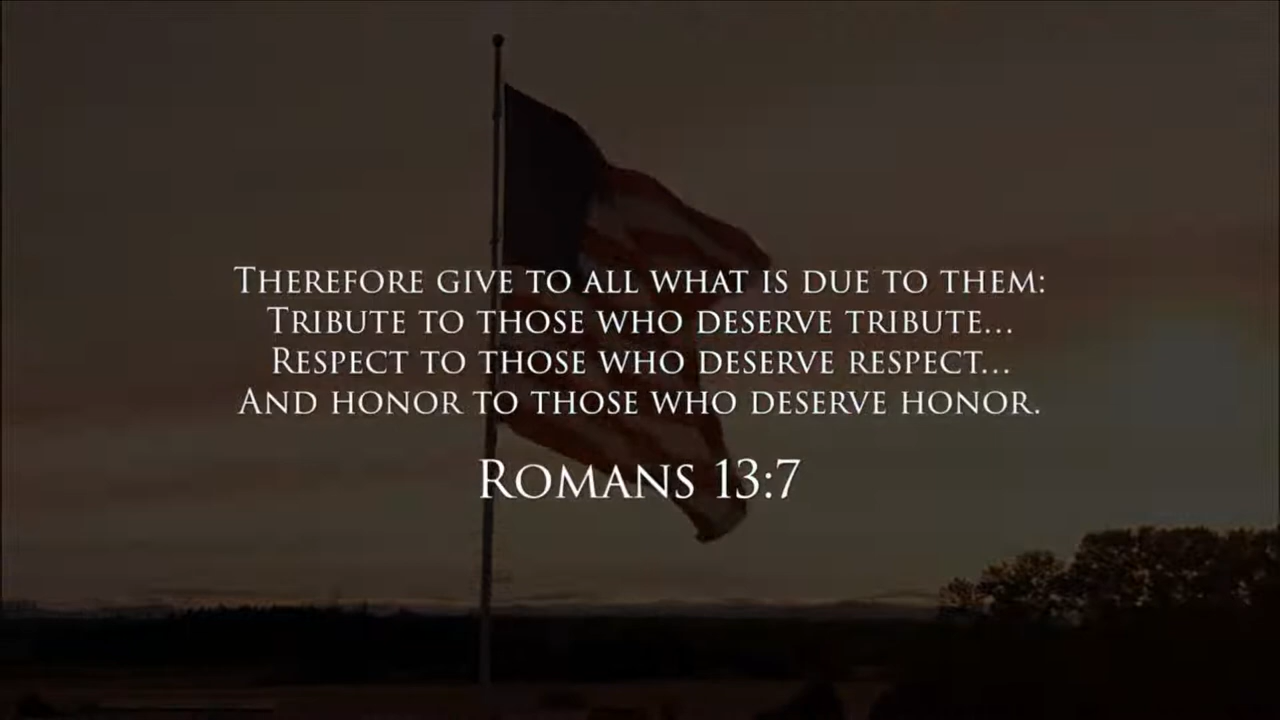 Therefore give to all what is due to them:
Tribute to those who deserve tribute...
Respect to those who deserve respect...
And honor to those who deserve honor.
Romans 13:7